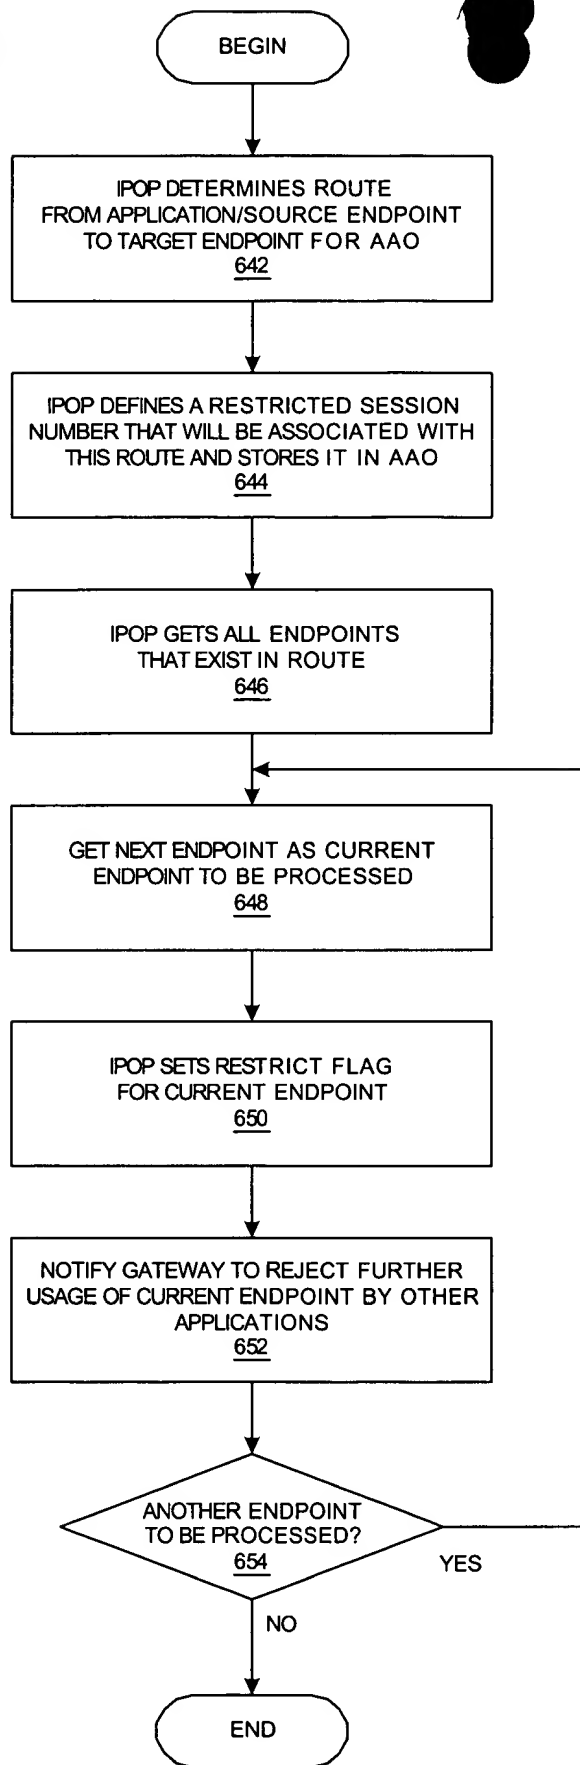 BEGIN
IPOP DETERMINES ROUTE
FROM APPLICATION/SOURCE ENDPOINT
TO TARGET ENDPOINT FOR AAO
642
IPOP DEFINES A RESTRICTED SESSION
NUMBER THAT WILL BE ASSOCIATED WITH
THIS ROUTE AND STORES IT IN AAO
644
IPOP GETS ALL ENDPOINTS
THAT EXIST IN ROUTE
646
GET NEXT ENDPOINT AS CURRENT
ENDPOINT TO BE PROCESSED
648
IPOP SETS RESTRICT FLAG
FOR CURRENT ENDPOINT
650
NOTIFY GATEWAY TO REJECT FURTHER
USAGE OF CURRENT ENDPOINT BY OTHER
APPLICATIONS
652
ANOTHER ENDPOINT
TO BE PROCESSED?
654
YES
NO
END